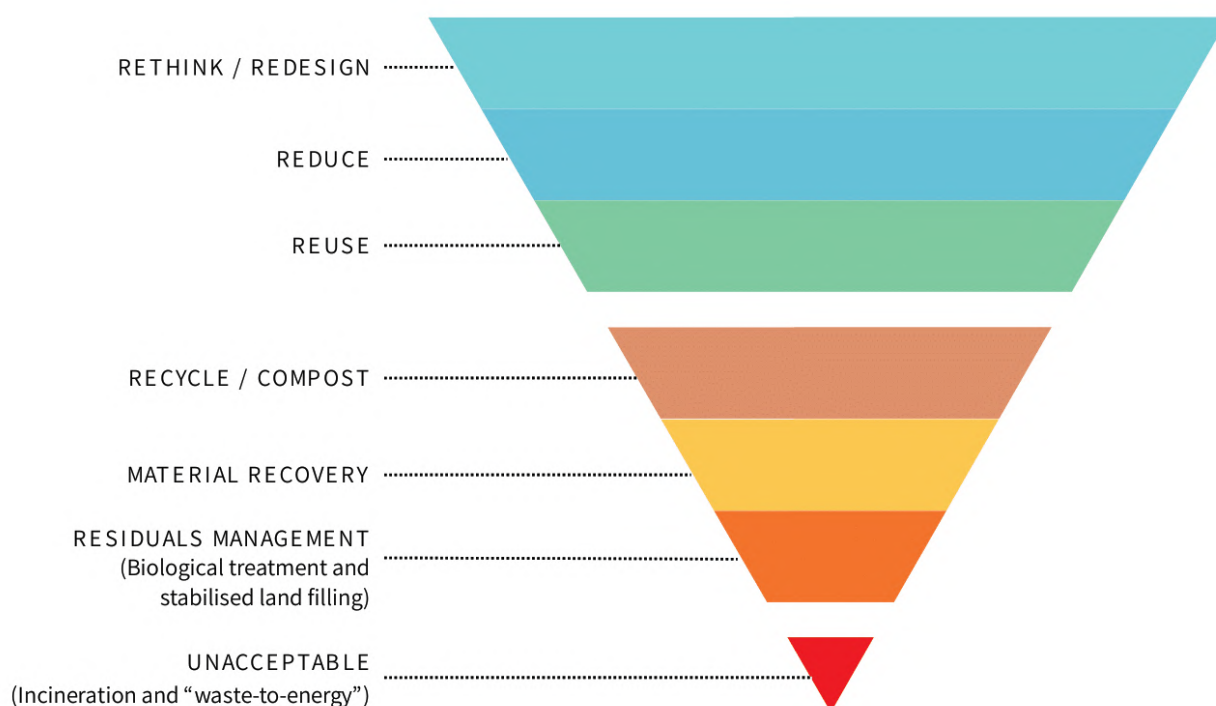 RETHINK / REDESIGN
REDUCE
REUSE
RECYCLE / COMPOST
MATERIAL RECOVERY
RESIDUALS MANAGEMENT
(Biological treatment and
stabilised land filling)
UNACCEPTABLE
(Incineration and “waste-to-energy”)